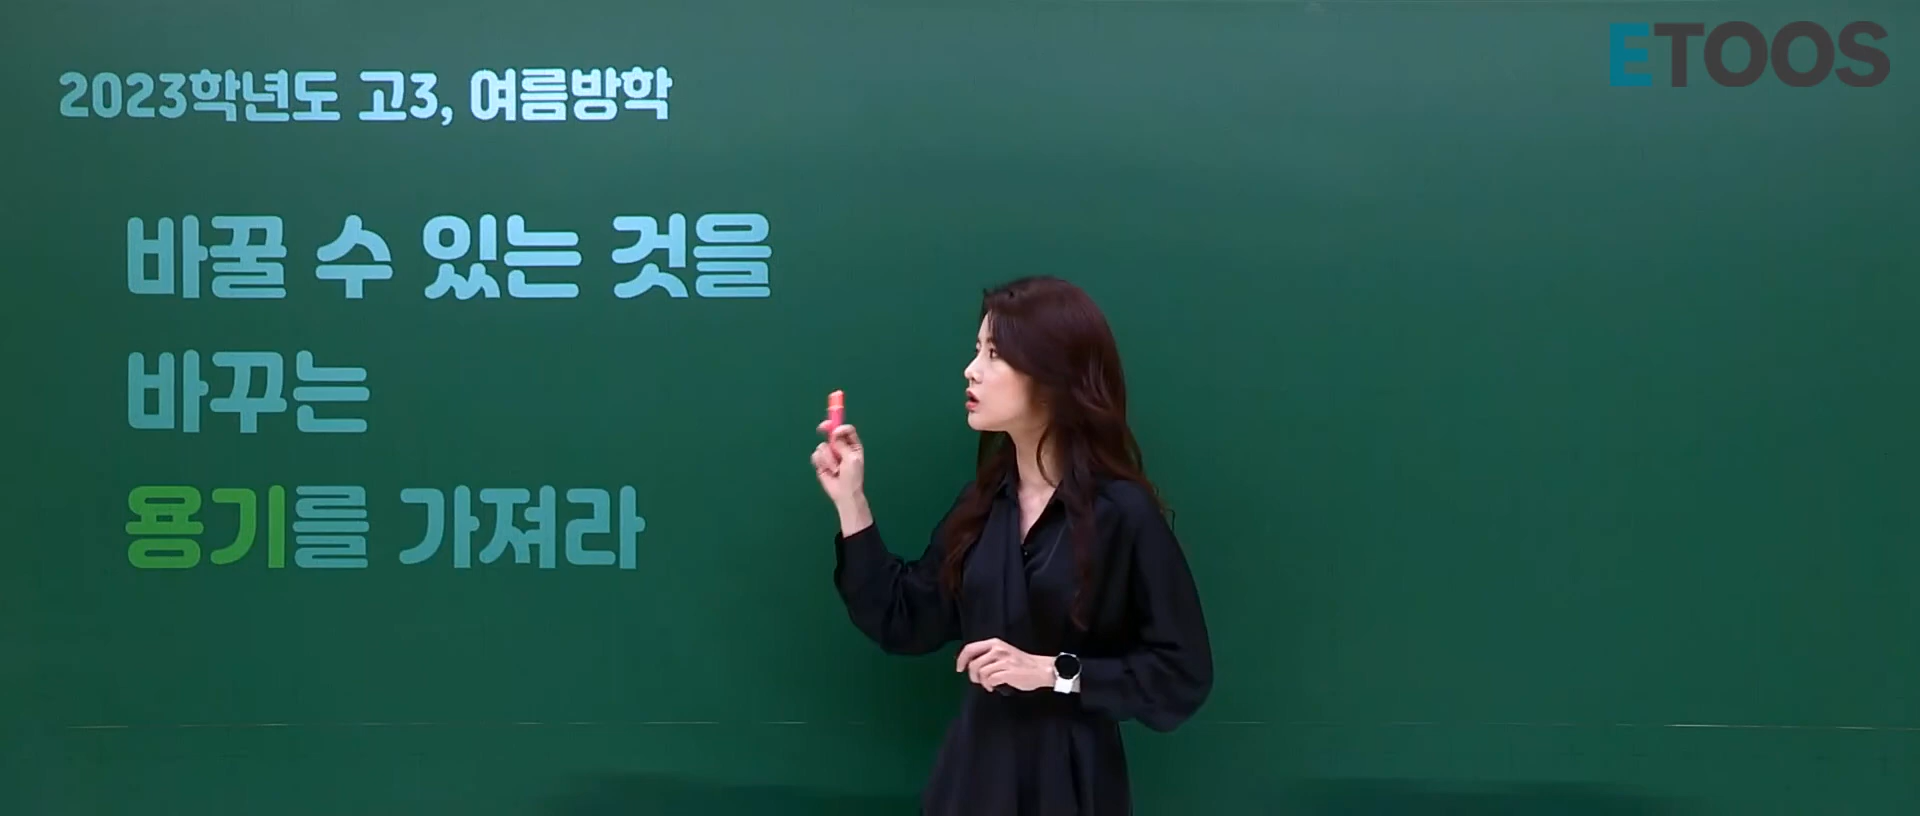 ETOOS
2023학년도 고3, 여름방학
바꿀 수 있는 것을
바꾸는
용기를 가져라